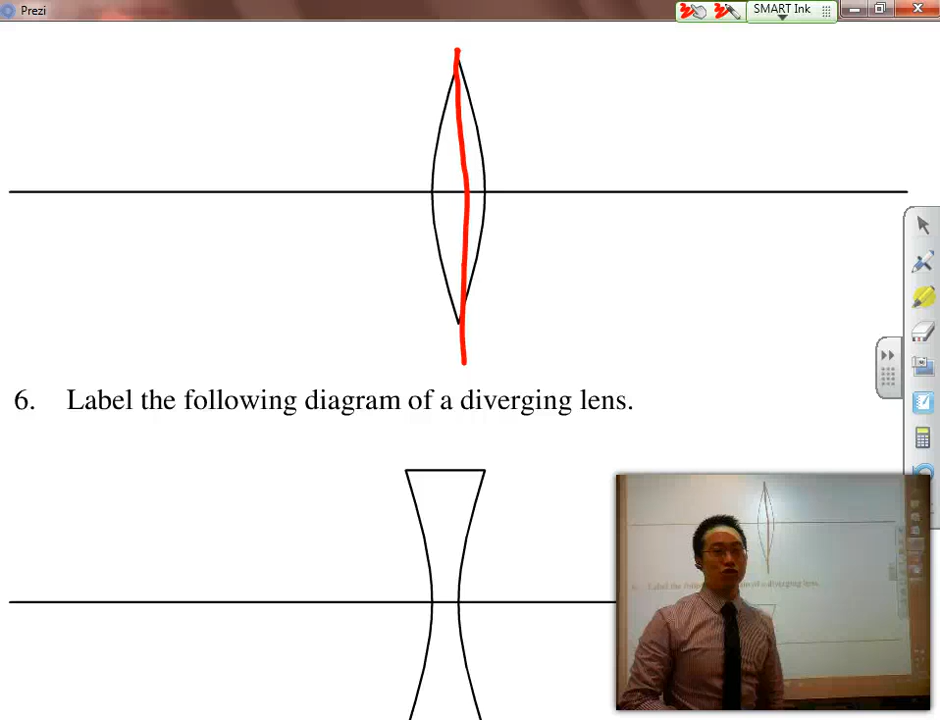 Prezi
SMART Ink
6. Label the following diagram of a diverging lens.